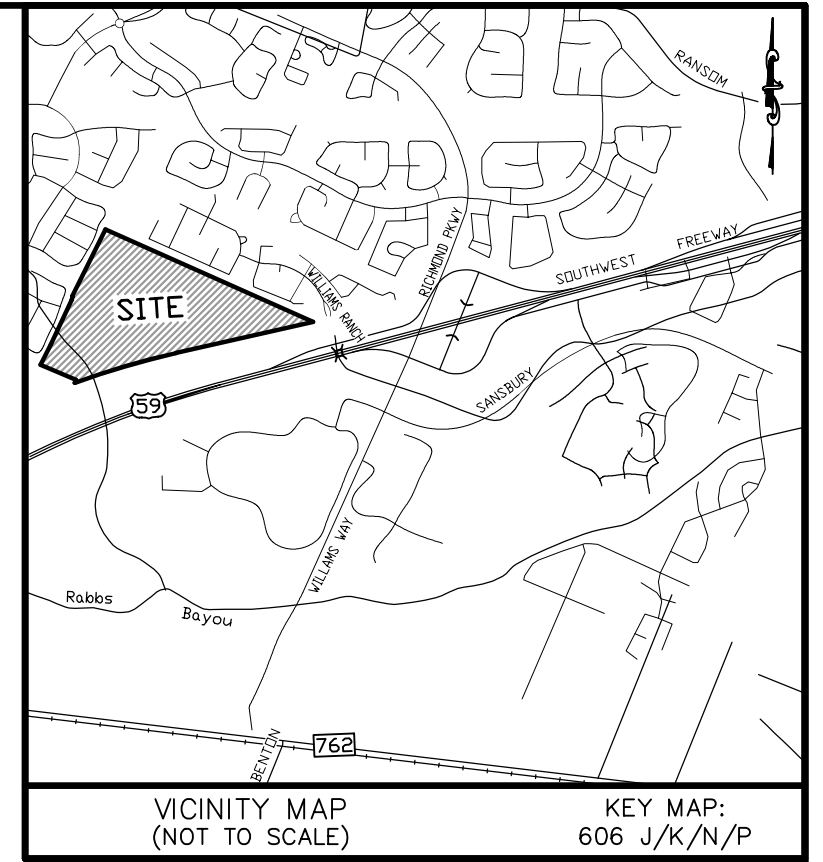 RANSOM
RICHMOND PKWY
FREEWAY
SOUTHWEST
WILLIAMS RANCH
SITE
59
SANSBURY
WILLAMS WAY
Rabbs
Bayou
BENTON
762
VICINITY MAP
(NOT TO SCALE)
KEY MAP:
606 J/K/N/P